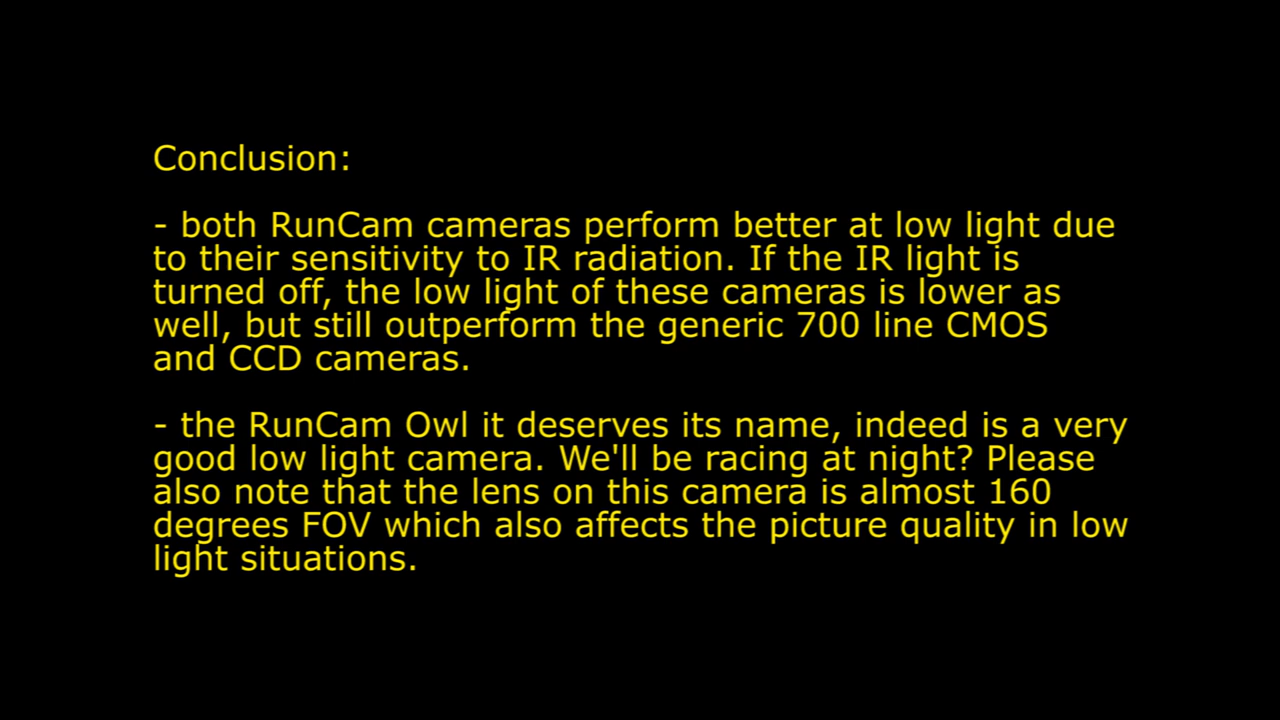 Conclusion:
- both RunCam cameras perform better at low light due
to their sensitivity to IR radiation. If the IR light is
turned off, the low light of these cameras is lower as
well, but still outperform the generic 700 line CMOS
and CCD cameras.
- the RunCam Owl it deserves its name, indeed is a very
good low light camera. We'll be racing at night? Please
also note that the lens on this camera is almost 160
degrees FOV which also affects the picture quality in low
light situations.